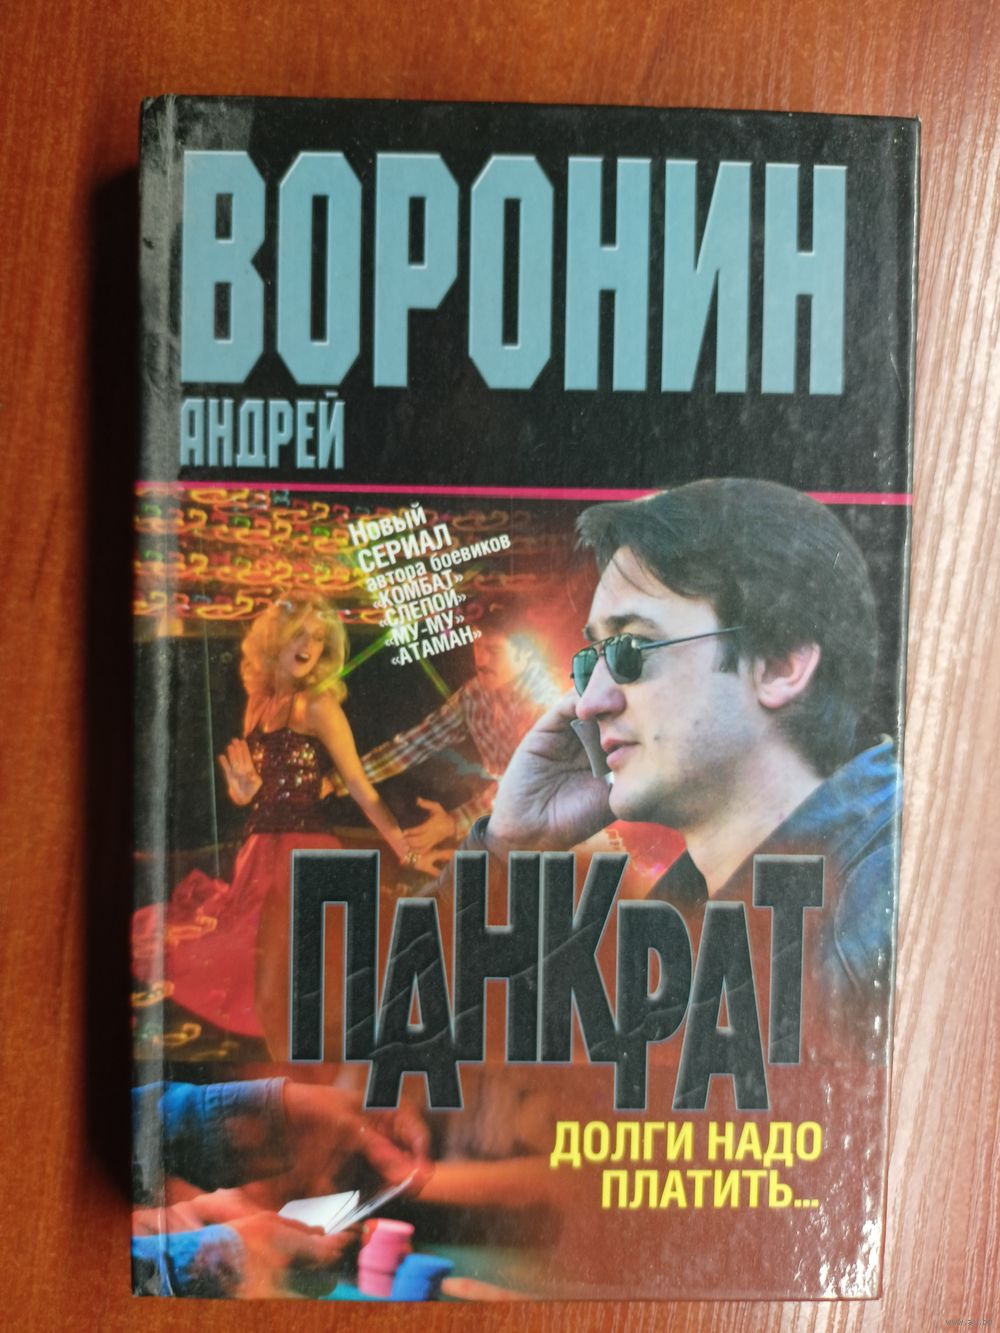 ВОРОНИН
АНДРЕЙ
Новый
СЕРИАЛ
автора боевиков
«КОМБАТ»
«СЛЕПОЙ»
«МУ-МУ»
«АТАМАН»
ПАНКРАТ
ДОЛГИ НАДО
ПЛАТИТЬ...